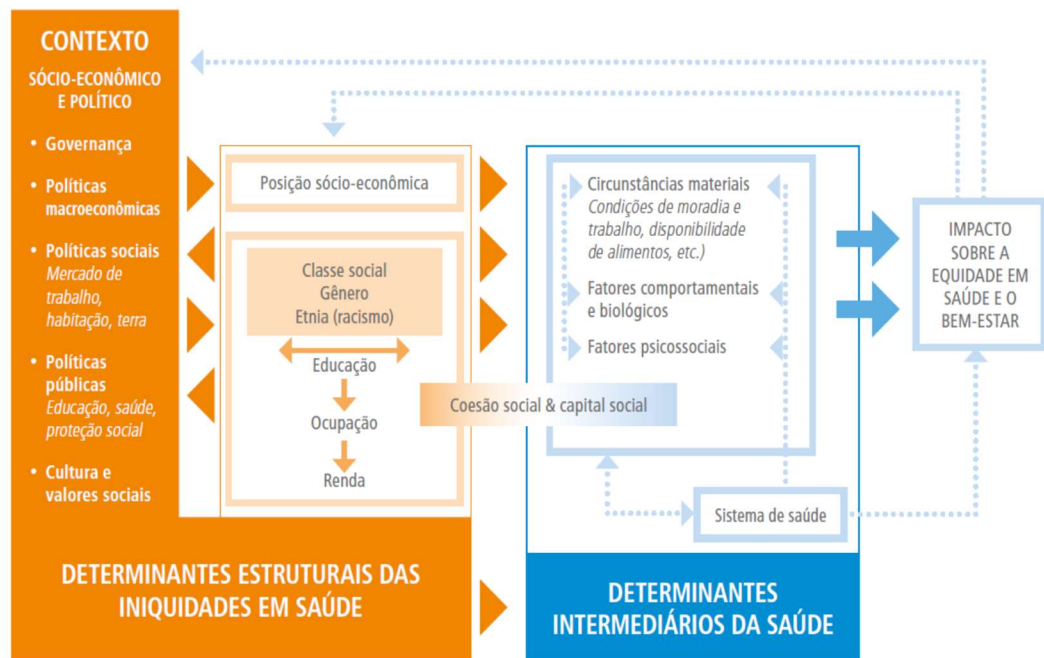 CONTEXTO
SÓCIO-ECONÔMICO
E POLÍTICO
• Governança
• Políticas
macroeconômicas
• Políticas sociais
Mercado de
trabalho,
habitação, terra
• Políticas
públicas
Educação, saúde,
proteção social
• Cultura e
valores sociais
Posição sócio-econômica
Classe social
Gênero
Etnia (racismo)
Educação
Ocupação
Renda
Coesão social & capital social
Circunstâncias materiais
Condições de moradia e
trabalho, disponibilidade
de alimentos, etc.)
Fatores comportamentais
e biológicos
Fatores psicossociais
Sistema de saúde
IMPACTO
SOBRE A
EQUIDADE EM
SAÚDE E O
BEM-ESTAR
DETERMINANTES ESTRUTURAIS DAS
INIQUIDADES EM SAÚDE
DETERMINANTES
INTERMEDIÁRIOS DA SAÚDE